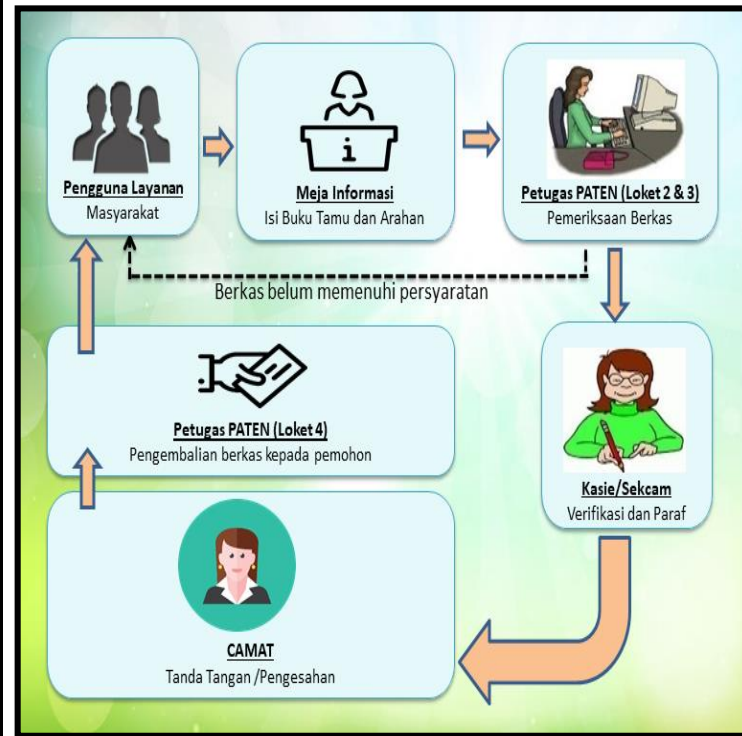 Pengguna Layanan
Masyarakat
i
Meja Informasi
Isi Buku Tamu dan Arahan
Petugas PATEN (Loket 2 & 3)
Pemeriksaan Berkas
Berkas belum memenuhi persyaratan
Kasie/Sekcam
Verifikasi dan Paraf
CAMAT
Tanda Tangan /Pengesahan
Petugas PATEN (Loket 4)
Pengembalian berkas kepada pemohon